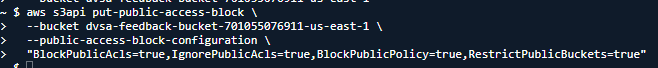 ~ $ aws s3api put-public-access-block \
>   --bucket dvsa-feedback-bucket-701055076911-us-east-1 \
>   --public-access-block-configuration \
>   "BlockPublicAcls=true,IgnorePublicAcls=true,BlockPublicPolicy=true,RestrictPublicBuckets=true"